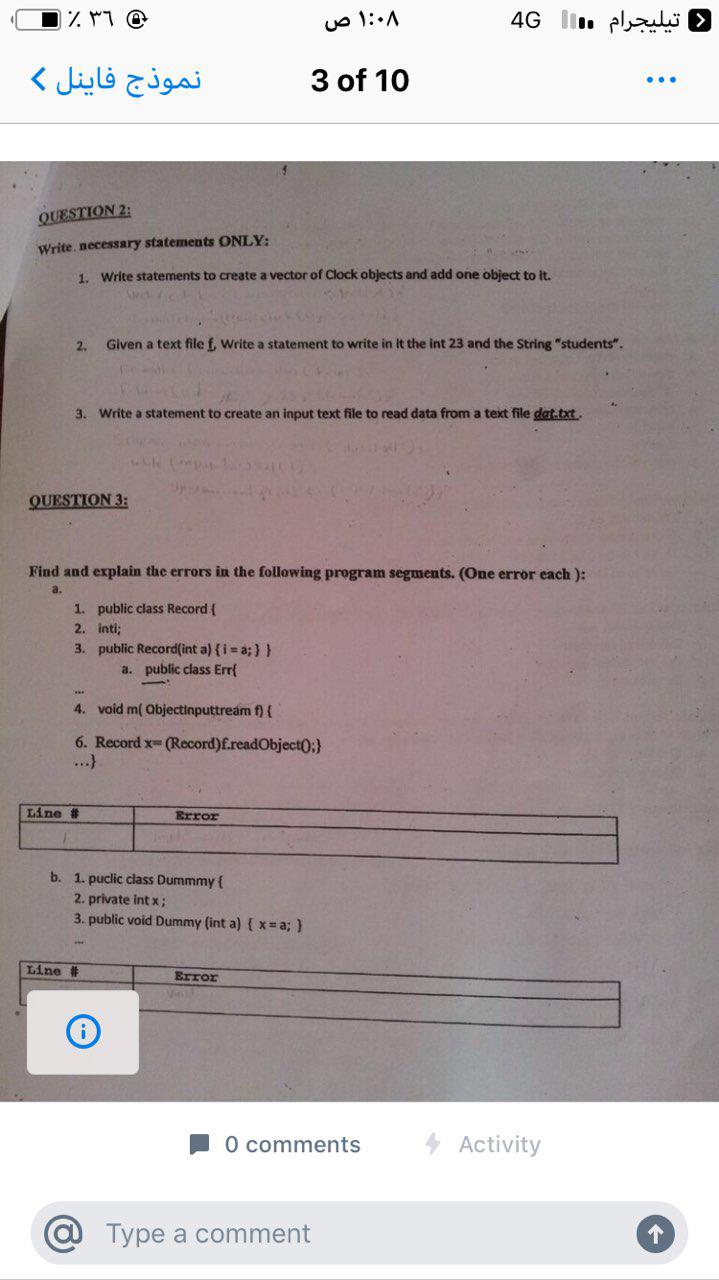 ٣٦ ٪ ١:٠٨ ص 4G تيليجرام
نموذج فاينل 3 of 10
QUESTION 2:
Write necessary statements ONLY:
1. Write statements to create a vector of Clock objects and add one object to it.
2. Given a text file f, Write a statement to write in it the int 23 and the String "students".
3. Write a statement to create an input text file to read data from a text file dat.txt.
QUESTION 3:
Find and explain the errors in the following program segments. (One error each ):
a.
1. public class Record {
2. inti;
3. public Record(int a) { i = a; } }
a. public class Err{
...
4. void m( ObjectInputtream f) {
6. Record x= (Record)f.readObject();}
...}
Line # Error
b. 1. puclic class Dummmy {
2. private int x ;
3. public void Dummy (int a) { x = a; }
...
Line # Error
0 comments Activity
Type a comment